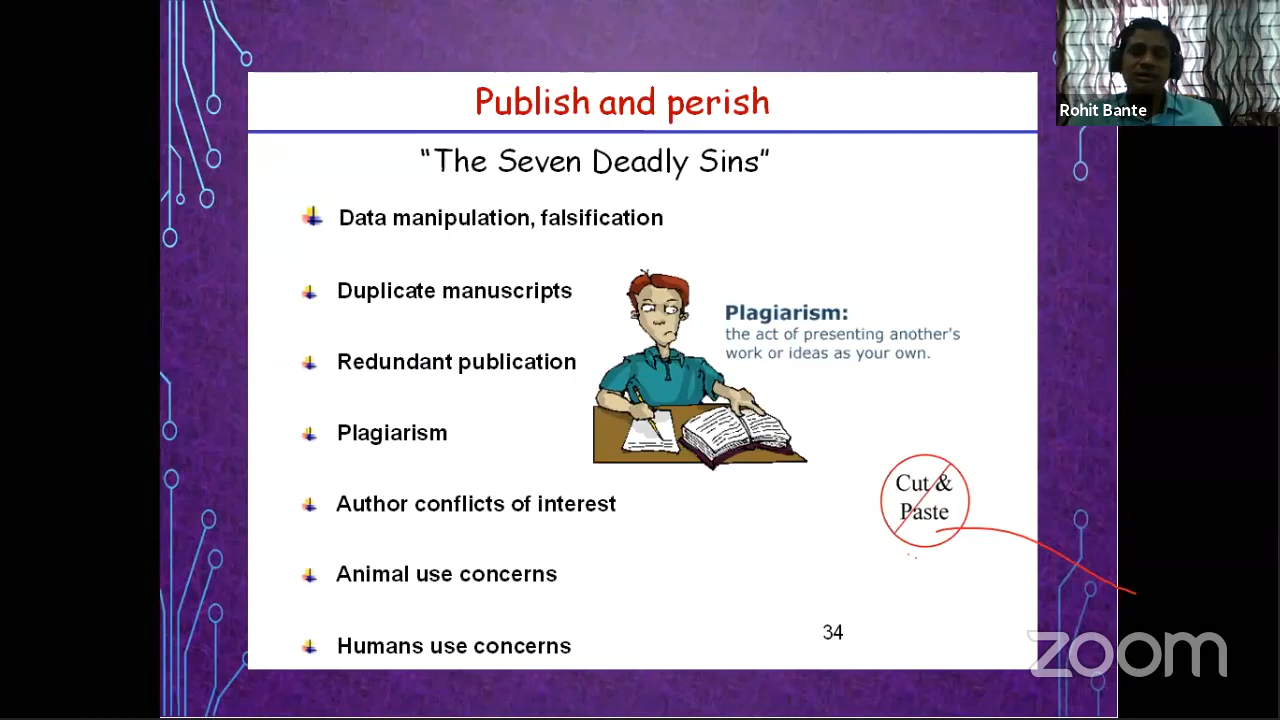 Publish and perish
Rohit Bante
“The Seven Deadly Sins”
Data manipulation, falsification
Duplicate manuscripts
Plagiarism:
the act of presenting another's
work or ideas as your own.
Redundant publication
Plagiarism
Cut &
Paste
Author conflicts of interest
Animal use concerns
34
Humans use concerns
zoom